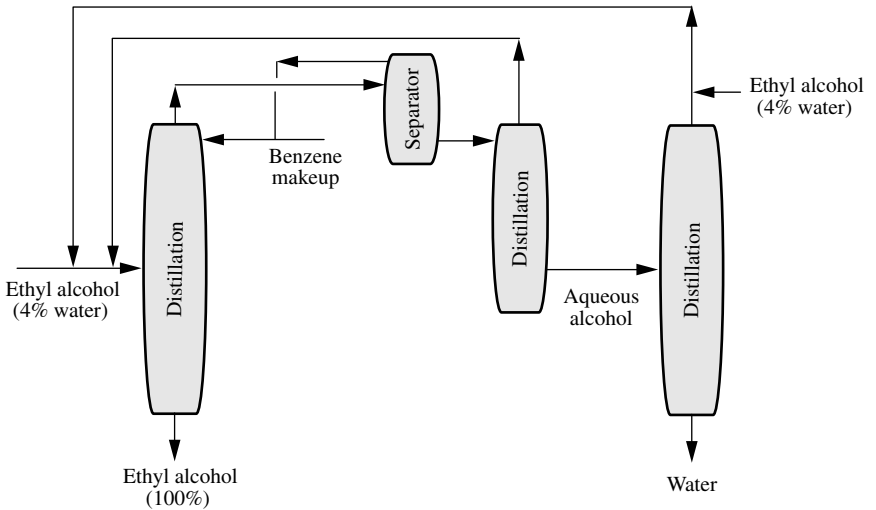 Ethyl alcohol
(4% water)
Separator
Benzene
makeup
Distillation
Distillation
Distillation
Ethyl alcohol
(4% water)
Aqueous
alcohol
Ethyl alcohol
(100%)
Water